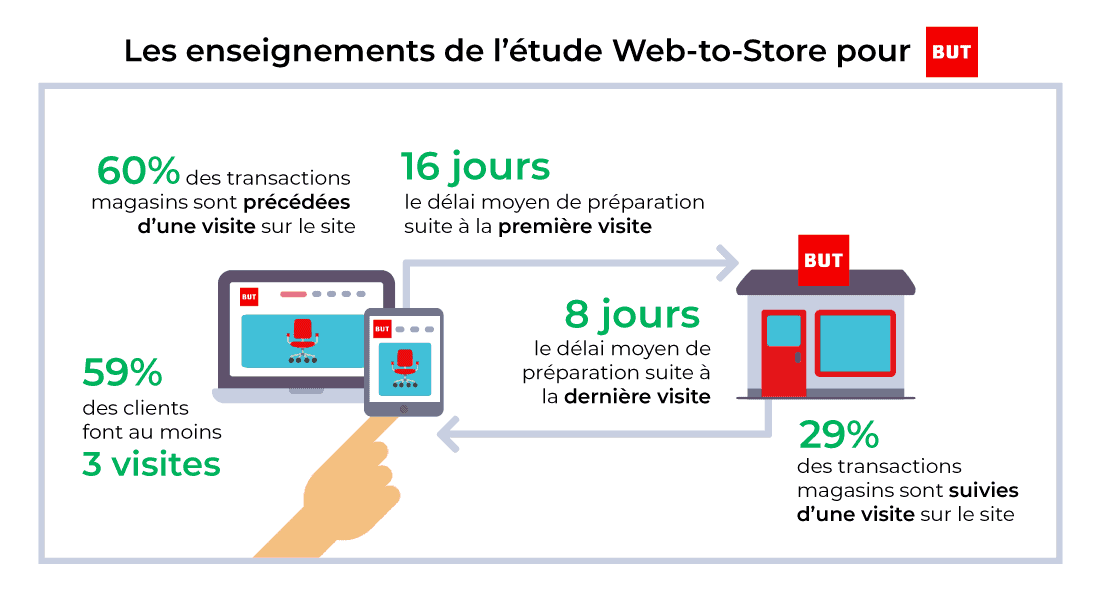 Les enseignements de l'étude Web-to-Store pour BUT
60% des transactions
magasins sont précédées
d'une visite sur le site
16 jours
le délai moyen de préparation
suite à la première visite
BUT
BUT
BUT
8 jours
le délai moyen de
préparation suite à
la dernière visite
59%
des clients
font au moins
3 visites
29%
des transactions
magasins sont suivies
d'une visite sur le site